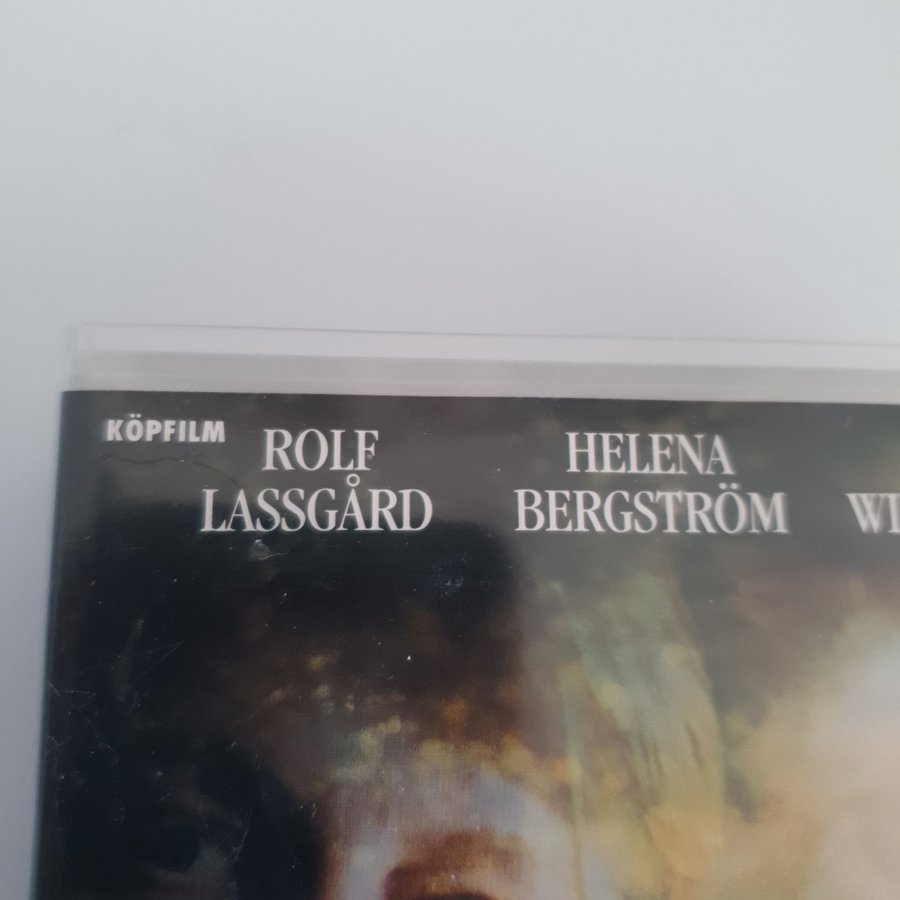 KÖPFILM
ROLF
LASSGÅRD
HELENA
BERGSTRÖM